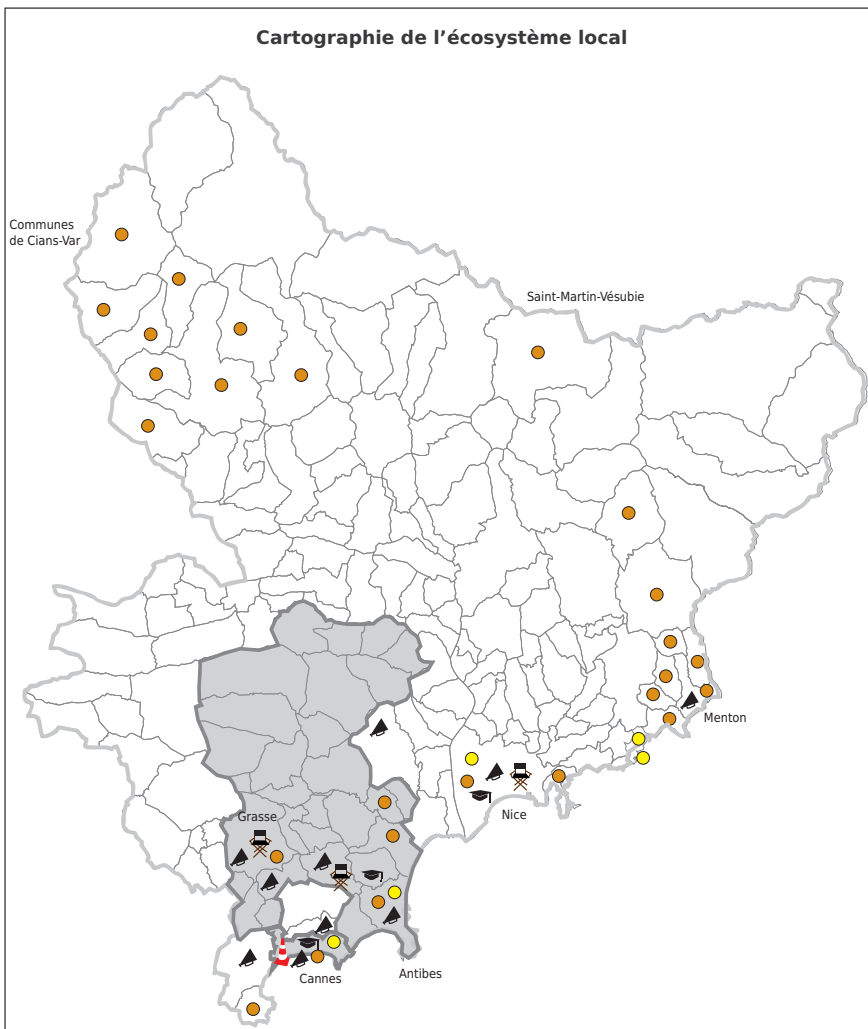 Cartographie de l’écosystème local
Communes
de Cians-Var
Saint-Martin-Vésubie
Menton
Nice
Grasse
Antibes
Cannes